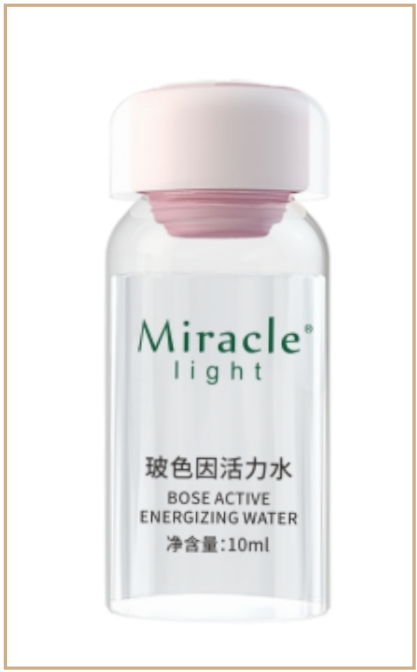 Miracle®
light
玻色因活力水
BOSE ACTIVE
ENERGIZING WATER
净含量:10ml